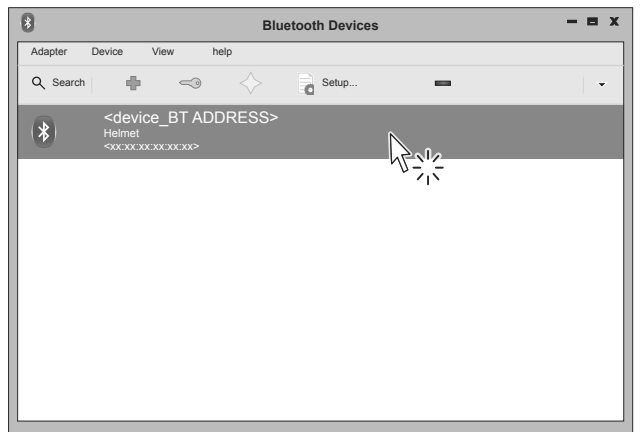 Bluetooth Devices
Adapter Device View help
Search Setup...
<device_BT ADDRESS>
Helmet
<xx:xx:xx:xx:xx:xx>